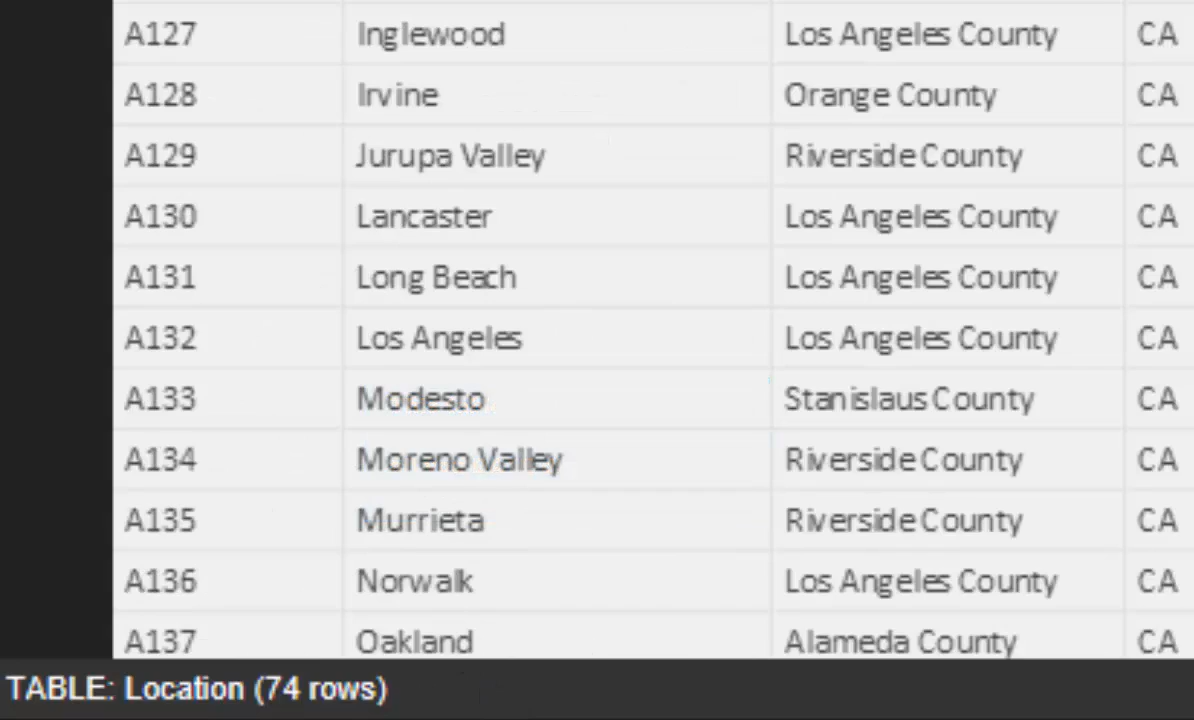 A127 Inglewood Los Angeles County CA
A128 Irvine Orange County CA
A129 Jurupa Valley Riverside County CA
A130 Lancaster Los Angeles County CA
A131 Long Beach Los Angeles County CA
A132 Los Angeles Los Angeles County CA
A133 Modesto Stanislaus County CA
A134 Moreno Valley Riverside County CA
A135 Murrieta Riverside County CA
A136 Norwalk Los Angeles County CA
A137 Oakland Alameda County CA
TABLE: Location (74 rows)